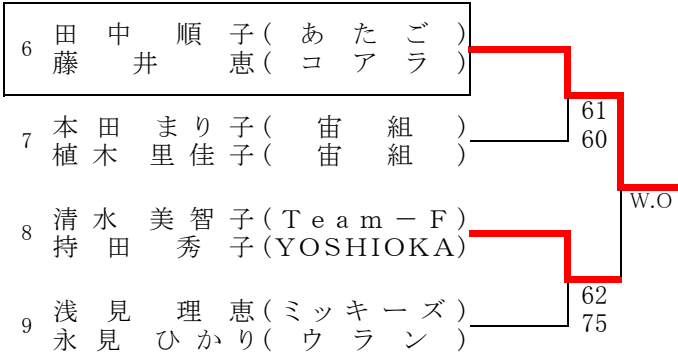 6 田中 順子(あたご)
藤井 恵(コアラ)
61
60
7 本田 まり子(宙組)
植木 里佳子(宙組)
W.O
8 清水 美智子(Team－F)
持田 秀子(YOSHIOKA)
62
75
9 浅見 理恵(ミッキーズ)
永見 ひかり(ウラン)